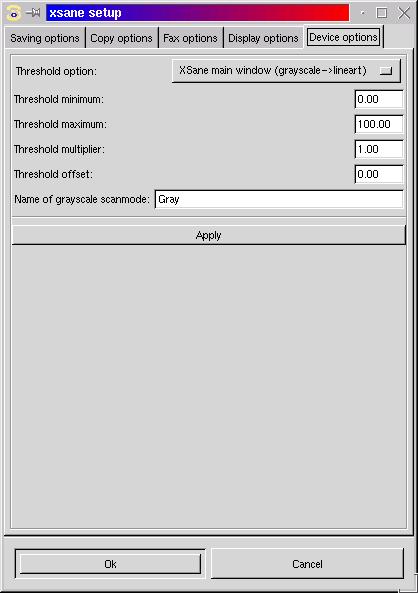 xsane setup
Saving options Copy options Fax options Display options Device options
Threshold option: XSane main window (grayscale->lineart)
Threshold minimum: 0.00
Threshold maximum: 100.00
Threshold multiplier: 1.00
Threshold offset: 0.00
Name of grayscale scanmode: Gray
Apply
Ok Cancel